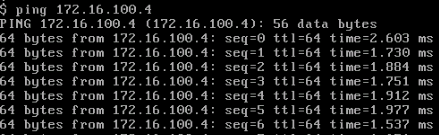 $ ping 172.16.100.4
PING 172.16.100.4 (172.16.100.4): 56 data bytes
64 bytes from 172.16.100.4: seq=0 ttl=64 time=2.603 ms
64 bytes from 172.16.100.4: seq=1 ttl=64 time=1.730 ms
64 bytes from 172.16.100.4: seq=2 ttl=64 time=1.884 ms
64 bytes from 172.16.100.4: seq=3 ttl=64 time=1.751 ms
64 bytes from 172.16.100.4: seq=4 ttl=64 time=1.912 ms
64 bytes from 172.16.100.4: seq=5 ttl=64 time=1.977 ms
64 bytes from 172.16.100.4: seq=6 ttl=64 time=1.537 ms